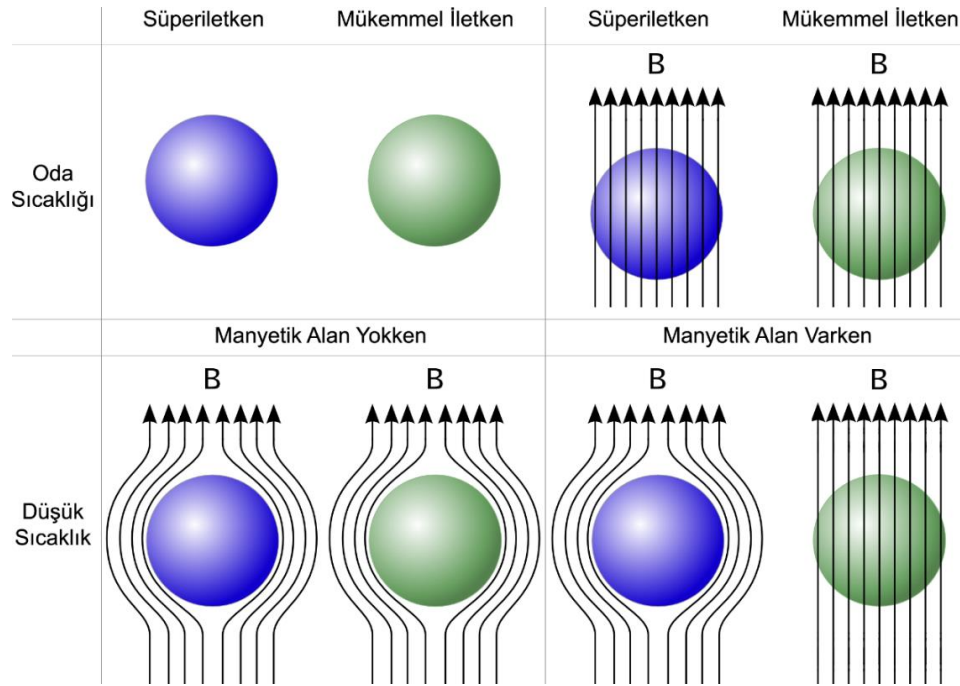 Süperiletken
Mükemmel İletken
Süperiletken
Mükemmel İletken
B
B
Oda
Sıcaklığı
Manyetik Alan Yokken
Manyetik Alan Varken
B
B
B
B
Düşük
Sıcaklık